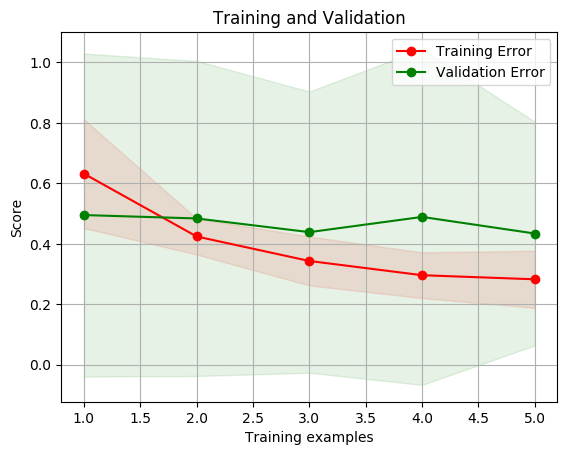 Training and Validation
Training Error
Validation Error
Score
1.0
0.8
0.6
0.4
0.2
0.0
1.0 1.5 2.0 2.5 3.0 3.5 4.0 4.5 5.0
Training examples